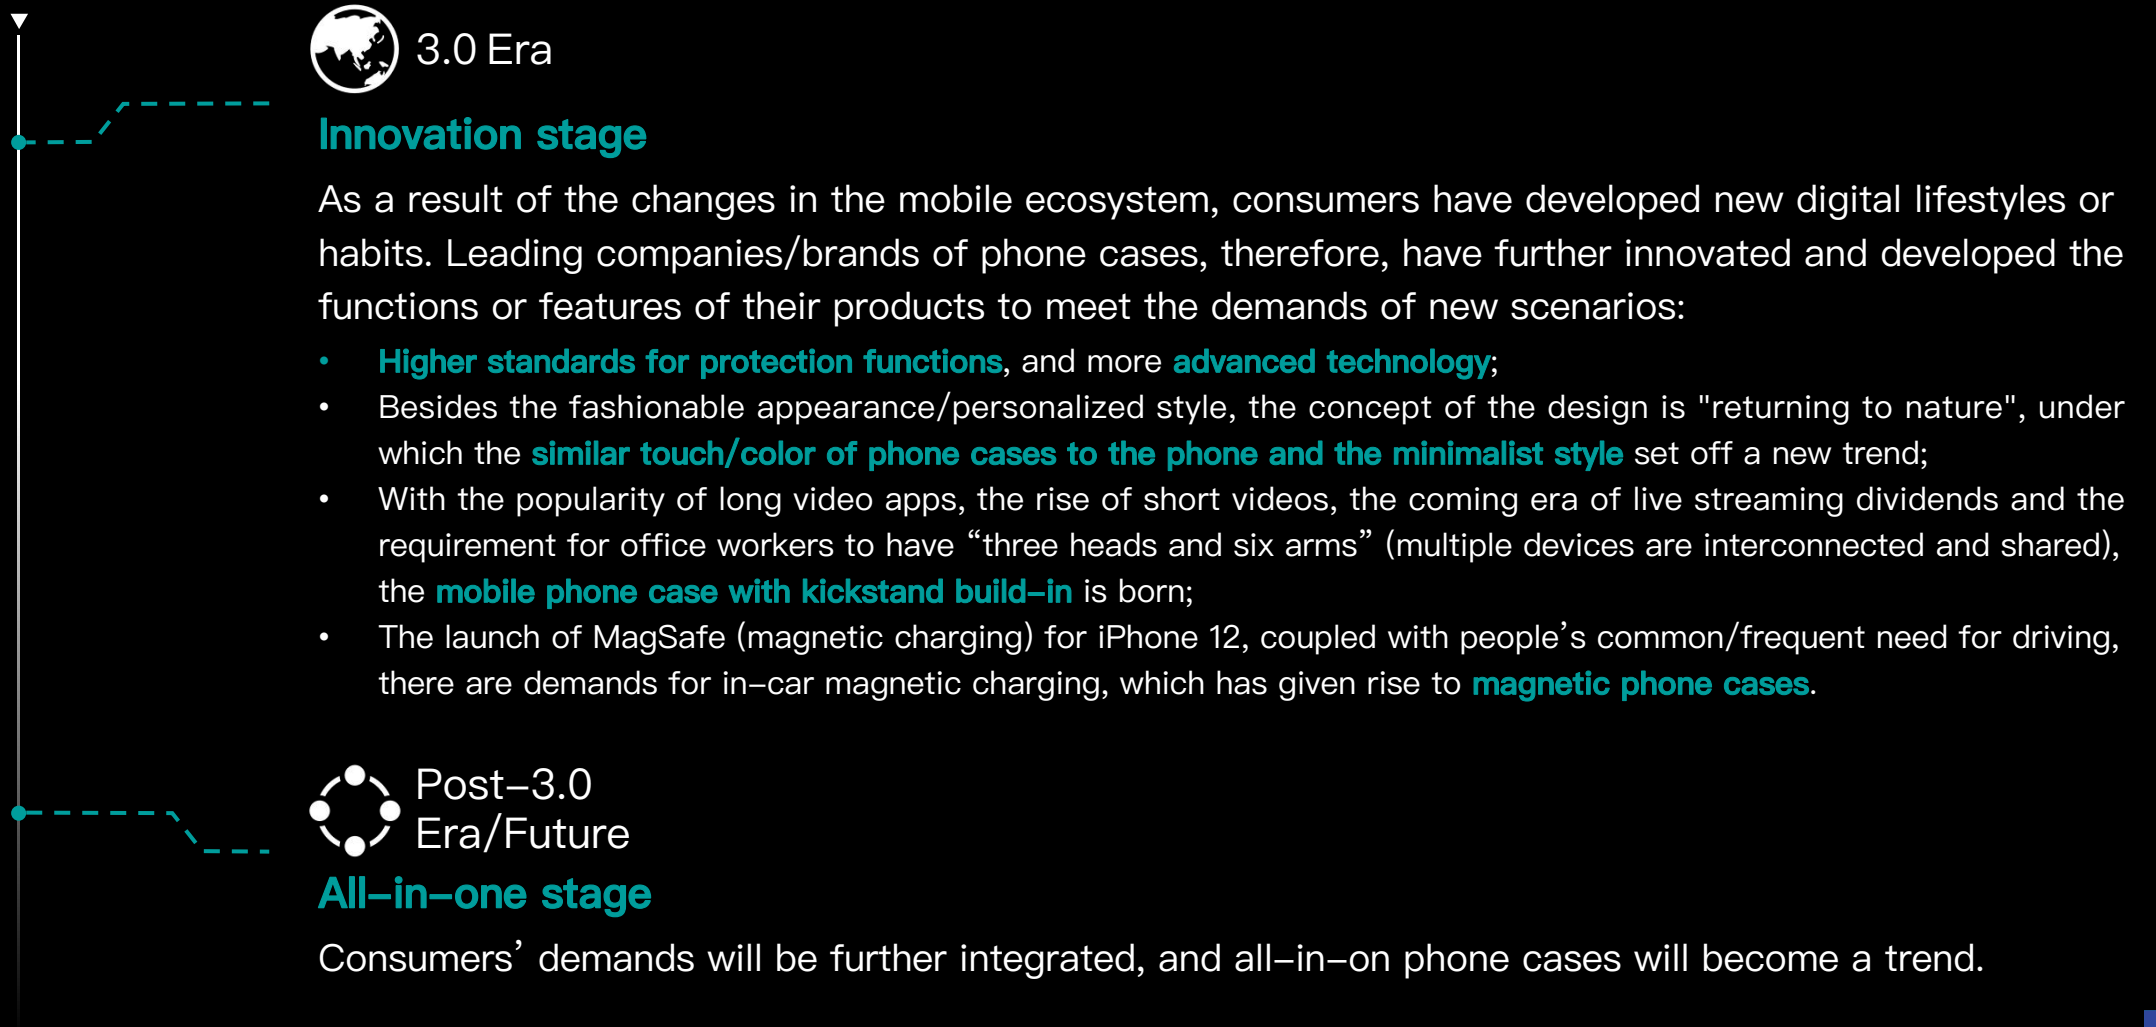 3.0 Era
Innovation stage
As a result of the changes in the mobile ecosystem, consumers have developed new digital lifestyles or
habits. Leading companies/brands of phone cases, therefore, have further innovated and developed the
functions or features of their products to meet the demands of new scenarios:
• Higher standards for protection functions, and more advanced technology;
• Besides the fashionable appearance/personalized style, the concept of the design is "returning to nature", under
which the similar touch/color of phone cases to the phone and the minimalist style set off a new trend;
• With the popularity of long video apps, the rise of short videos, the coming era of live streaming dividends and the
requirement for office workers to have “three heads and six arms” (multiple devices are interconnected and shared),
the mobile phone case with kickstand build-in is born;
• The launch of MagSafe (magnetic charging) for iPhone 12, coupled with people’s common/frequent need for driving,
there are demands for in-car magnetic charging, which has given rise to magnetic phone cases.
Post-3.0
Era/Future
All-in-one stage
Consumers’ demands will be further integrated, and all-in-on phone cases will become a trend.